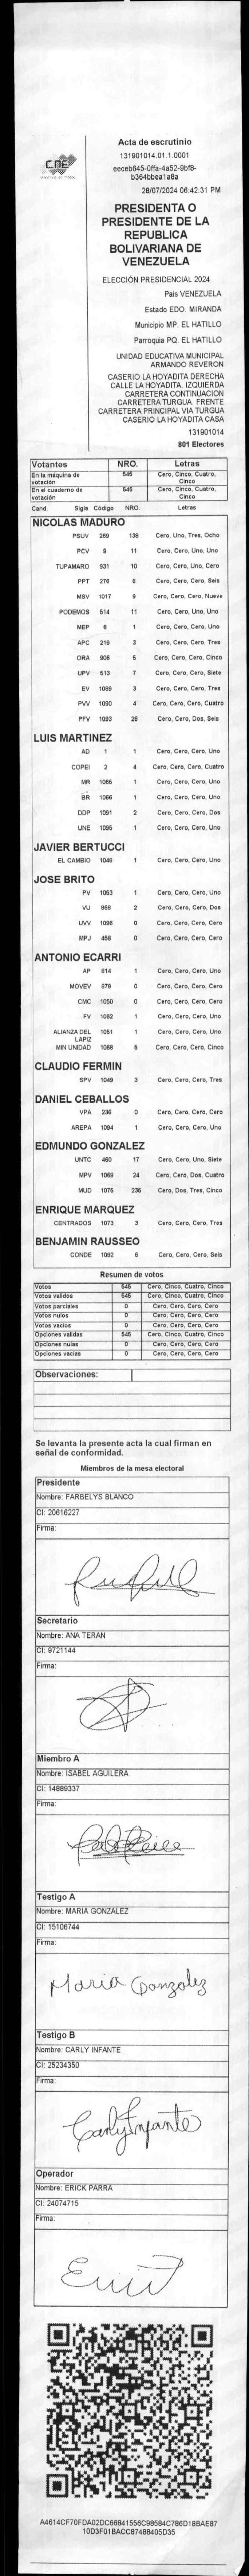 CNE
Acta de escrutinio
131901014.01.1.0001
eeceb645-0ffa-4a52-9bf8-
b364bbea1a8a
28/07/2024 06:42:31 PM
PRESIDENTA O
PRESIDENTE DE LA
REPUBLICA
BOLIVARIANA DE
VENEZUELA
ELECCIÓN PRESIDENCIAL 2024
Pais VENEZUELA
Estado EDO. MIRANDA
Municipio MP. EL HATILLO
Parroquia PQ. EL HATILLO
UNIDAD EDUCATIVA MUNICIPAL
ARMANDO REVERON
CASERIO LA HOYADITA DERECHA
CALLE LA HOYADITA. IZQUIERDA
CARRETERA CONTINUACION
CARRETERA TURGUA. FRENTE
CARRETERA PRINCIPAL VIA TURGUA
CASERIO LA HOYADITA CASA
131901014
801 Electores
Votantes NRO. Letras
En la máquina de votación 545 Cero, Cinco, Cuatro, Cinco
En el cuaderno de votación 545 Cero, Cinco, Cuatro, Cinco
Cand. Sigla Código NRO. Letras
NICOLAS MADURO
PSUV 269 138 Cero, Uno, Tres, Ocho
PCV 9 11 Cero, Cero, Uno, Uno
TUPAMARO 931 10 Cero, Cero, Uno, Cero
PPT 276 6 Cero, Cero, Cero, Seis
MSV 1017 9 Cero, Cero, Cero, Nueve
PODEMOS 514 11 Cero, Cero, Uno, Uno
MEP 6 1 Cero, Cero, Cero, Uno
APC 219 3 Cero, Cero, Cero, Tres
ORA 906 5 Cero, Cero, Cero, Cinco
UPV 513 7 Cero, Cero, Cero, Siete
EV 1089 3 Cero, Cero, Cero, Tres
PVV 1090 4 Cero, Cero, Cero, Cuatro
PFV 1093 26 Cero, Cero, Dos, Seis
LUIS MARTINEZ
AD 1 1 Cero, Cero, Cero, Uno
COPEI 2 4 Cero, Cero, Cero, Cuatro
MR 1065 1 Cero, Cero, Cero, Uno
BR 1066 1 Cero, Cero, Cero, Uno
DDP 1091 2 Cero, Cero, Cero, Dos
UNE 1095 1 Cero, Cero, Cero, Uno
JAVIER BERTUCCI
EL CAMBIO 1048 1 Cero, Cero, Cero, Uno
JOSE BRITO
PV 1053 1 Cero, Cero, Cero, Uno
VU 868 2 Cero, Cero, Cero, Dos
UVV 1096 0 Cero, Cero, Cero, Cero
MPJ 458 0 Cero, Cero, Cero, Cero
ANTONIO ECARRI
AP 814 1 Cero, Cero, Cero, Uno
MOVEV 879 0 Cero, Cero, Cero, Cero
CMC 1050 0 Cero, Cero, Cero, Cero
FV 1062 1 Cero, Cero, Cero, Uno
ALIANZA DEL LAPIZ 1051 1 Cero, Cero, Cero, Uno
MIN UNIDAD 1068 5 Cero, Cero, Cero, Cinco
CLAUDIO FERMIN
SPV 1049 3 Cero, Cero, Cero, Tres
DANIEL CEBALLOS
VPA 236 0 Cero, Cero, Cero, Cero
AREPA 1094 1 Cero, Cero, Cero, Uno
EDMUNDO GONZALEZ
UNTC 460 17 Cero, Cero, Uno, Siete
MPV 1069 24 Cero, Cero, Dos, Cuatro
MUD 1075 235 Cero, Dos, Tres, Cinco
ENRIQUE MARQUEZ
CENTRADOS 1073 3 Cero, Cero, Cero, Tres
BENJAMIN RAUSSEO
CONDE 1092 6 Cero, Cero, Cero, Seis
Resumen de votos
Votos 545 Cero, Cinco, Cuatro, Cinco
Votos validos 545 Cero, Cinco, Cuatro, Cinco
Votos parciales 0 Cero, Cero, Cero, Cero
Votos nulos 0 Cero, Cero, Cero, Cero
Votos vacios 0 Cero, Cero, Cero, Cero
Opciones validas 545 Cero, Cinco, Cuatro, Cinco
Opciones nulas 0 Cero, Cero, Cero, Cero
Opciones vacias 0 Cero, Cero, Cero, Cero
Observaciones:
Se levanta la presente acta la cual firman en
señal de conformidad.
Miembros de la mesa electoral
Presidente
Nombre: FARBELYS BLANCO
CI: 20616227
Firma:
Secretario
Nombre: ANA TERAN
CI: 9721144
Firma:
Miembro A
Nombre: ISABEL AGUILERA
CI: 14889337
Firma:
Testigo A
Nombre: MARIA GONZALEZ
CI: 15106744
Firma:
Maria Gonzalez
Testigo B
Nombre: CARLY INFANTE
CI: 25234350
Firma:
Carly Infante
Operador
Nombre: ERICK PARRA
CI: 24074715
Firma:
A4614CF70FDA02DC66841556C98584C786D18BAE87
10D3F01BACC87488405D35